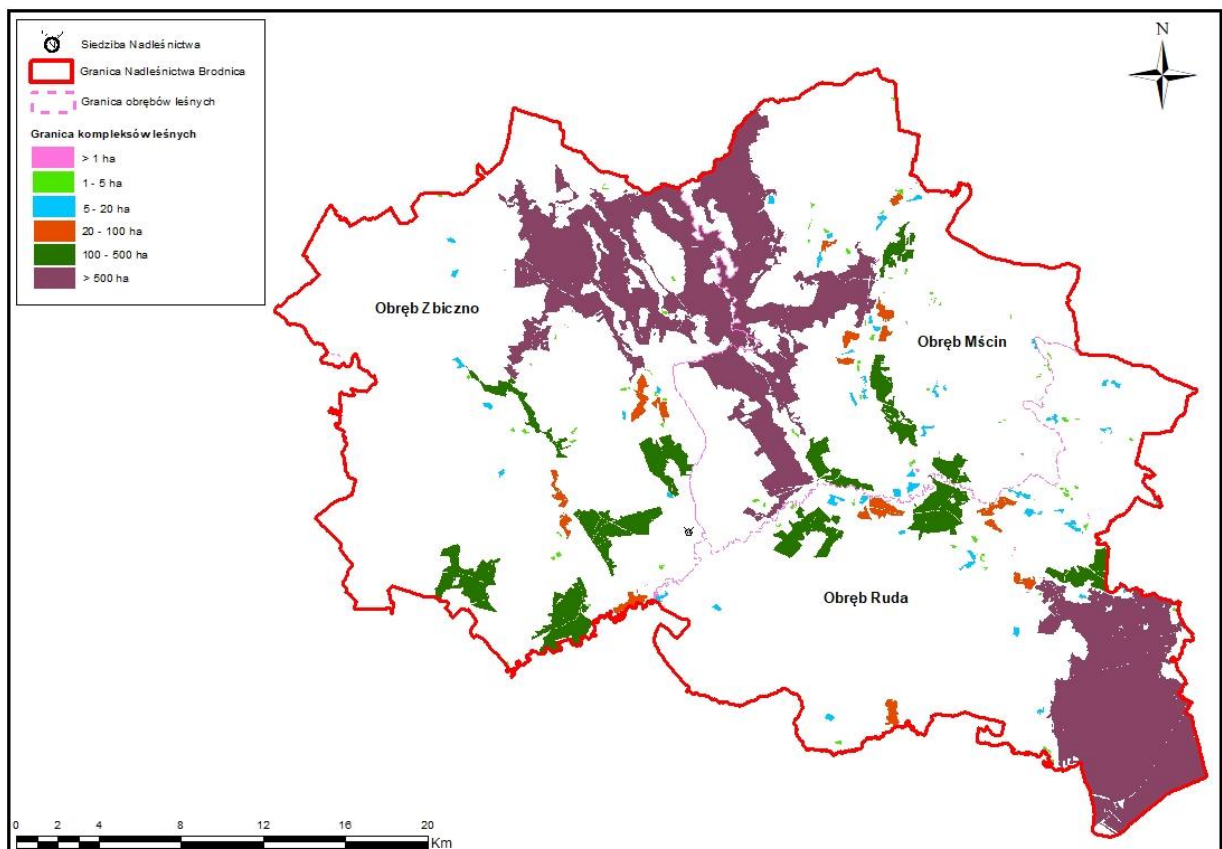 Siedziba Nadleśnictwa
Granica Nadleśnictwa Brodnica
Granica obrębów leśnych
Granica kompleksów leśnych
> 1 ha
1 - 5 ha
5 - 20 ha
20 - 100 ha
100 - 500 ha
> 500 ha
N
Obręb Zbiczno
Obręb Mścin
Obręb Ruda
0 2 4 8 12 16 20
Km